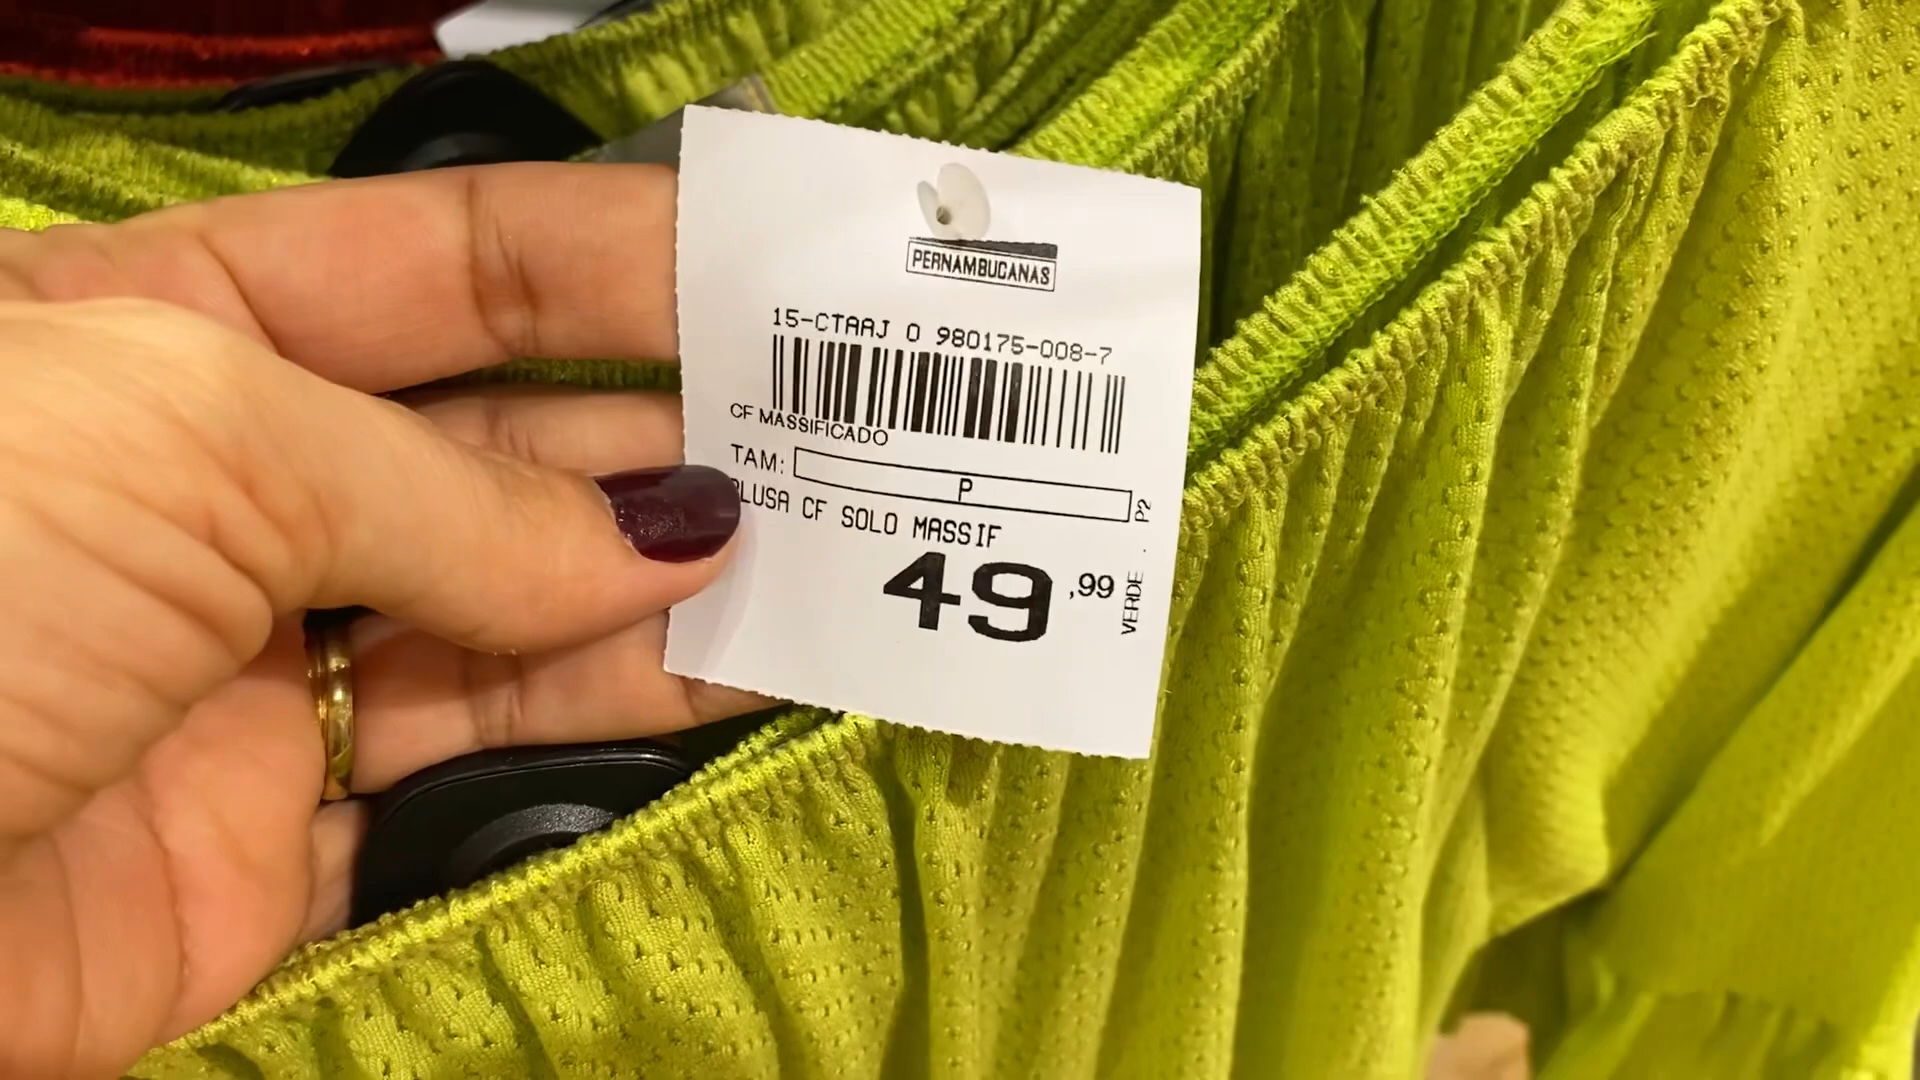 PERNAMBUCANAS
15-CTAAJ 0 980175-008-7
CF MASSIFICADO
TAM: P
P2
BLUSA CF SOLO MASSIF
49,99
VERDE .